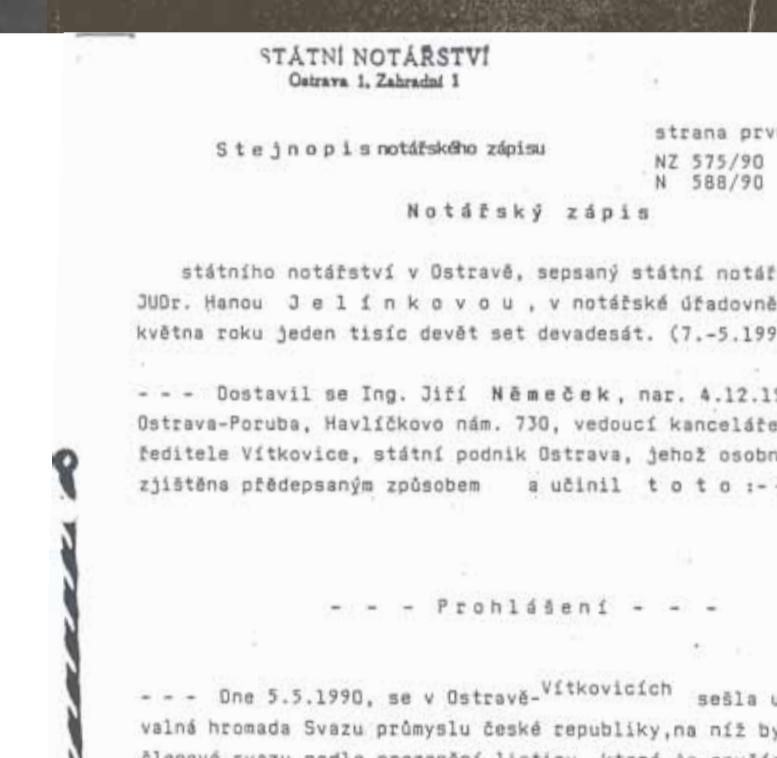 STÁTNÍ NOTÁŘSTVÍ
Ostrava 1, Zahradní 1
Stejnopis notářského zápisu
strana prv
NZ 575/90
N 588/90
Notářský zápis
státního notářství v Ostravě, sepsaný státní notář
JUDr. Hanou Jelínkovou, v notářské úřadovně
května roku jeden tisíc devět set devadesát. (7.-5.199
- - - Dostavil se Ing. Jiří Němeček, nar. 4.12.19
Ostrava-Poruba, Havlíčkovo nám. 730, vedoucí kanceláře
ředitele Vítkovice, státní podnik Ostrava, jehož osobn
zjištěna předepsaným způsobem a učinil toto:-
- - - Prohlášení - - -
- - - Dne 5.5.1990, se v Ostravě-Vítkovicích sešla u
valná hromada Svazu průmyslu české republiky,na níž by